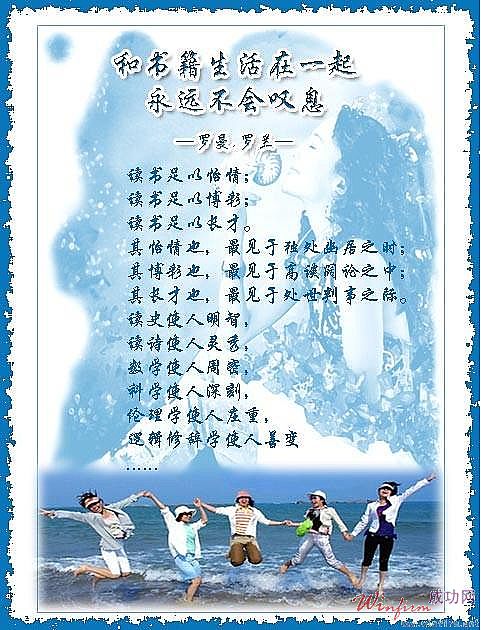 和书籍生活在一起
永远不会叹息
—罗曼.罗兰—
读书足以怡情；
读书足以博彩；
读书足以长才。
其怡情也，最见于独处幽居之时；
其博彩也，最见于高谈阔论之中；
其长才也，最见于处世判事之际。
读史使人明智，
读诗使人灵秀，
数学使人周密，
科学使人深刻，
伦理学使人庄重，
逻辑修辞学使人善变
......
Winfirm 成功网